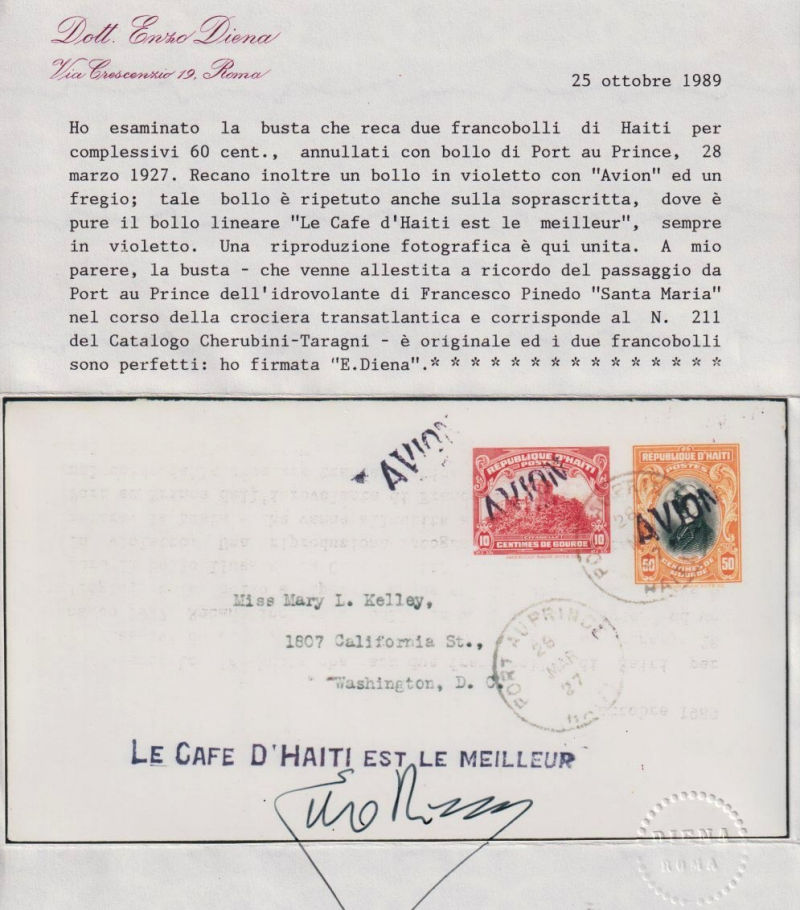 Dott. Enzo Diena
Via Crescenzio 19, Roma
25 ottobre 1989
Ho esaminato la busta che reca due francobolli di Haiti per
complessivi 60 cent., annullati con bollo di Port au Prince, 28
marzo 1927. Recano inoltre un bollo in violetto con "Avion" ed un
fregio; tale bollo è ripetuto anche sulla soprascritta, dove è
pure il bollo lineare "Le Cafe d'Haiti est le meilleur", sempre
in violetto. Una riproduzione fotografica è qui unita. A mio
parere, la busta - che venne allestita a ricordo del passaggio da
Port au Prince dell'idrovolante di Francesco Pinedo "Santa Maria"
nel corso della crociera transatlantica e corrisponde al N. 211
del Catalogo Cherubini-Taragni - è originale ed i due francobolli
sono perfetti: ho firmata "E.Diena".* * * * * * * * * * * * * * *
AVION
REPUBLIQUE D'HAITI
POSTES
AVION
10 CENTIMES DE GOURDE 10
REPUBLIQUE D'HAITI
POSTES
AVION
50 CENTIMES DE GOURDE 50
Miss Mary L. Kelley,
1807 California St.,
Washington, D. C.
PORT AU PRINCE
28
MAR
27
LE CAFE D'HAITI EST LE MEILLEUR
DIENA
ROMA